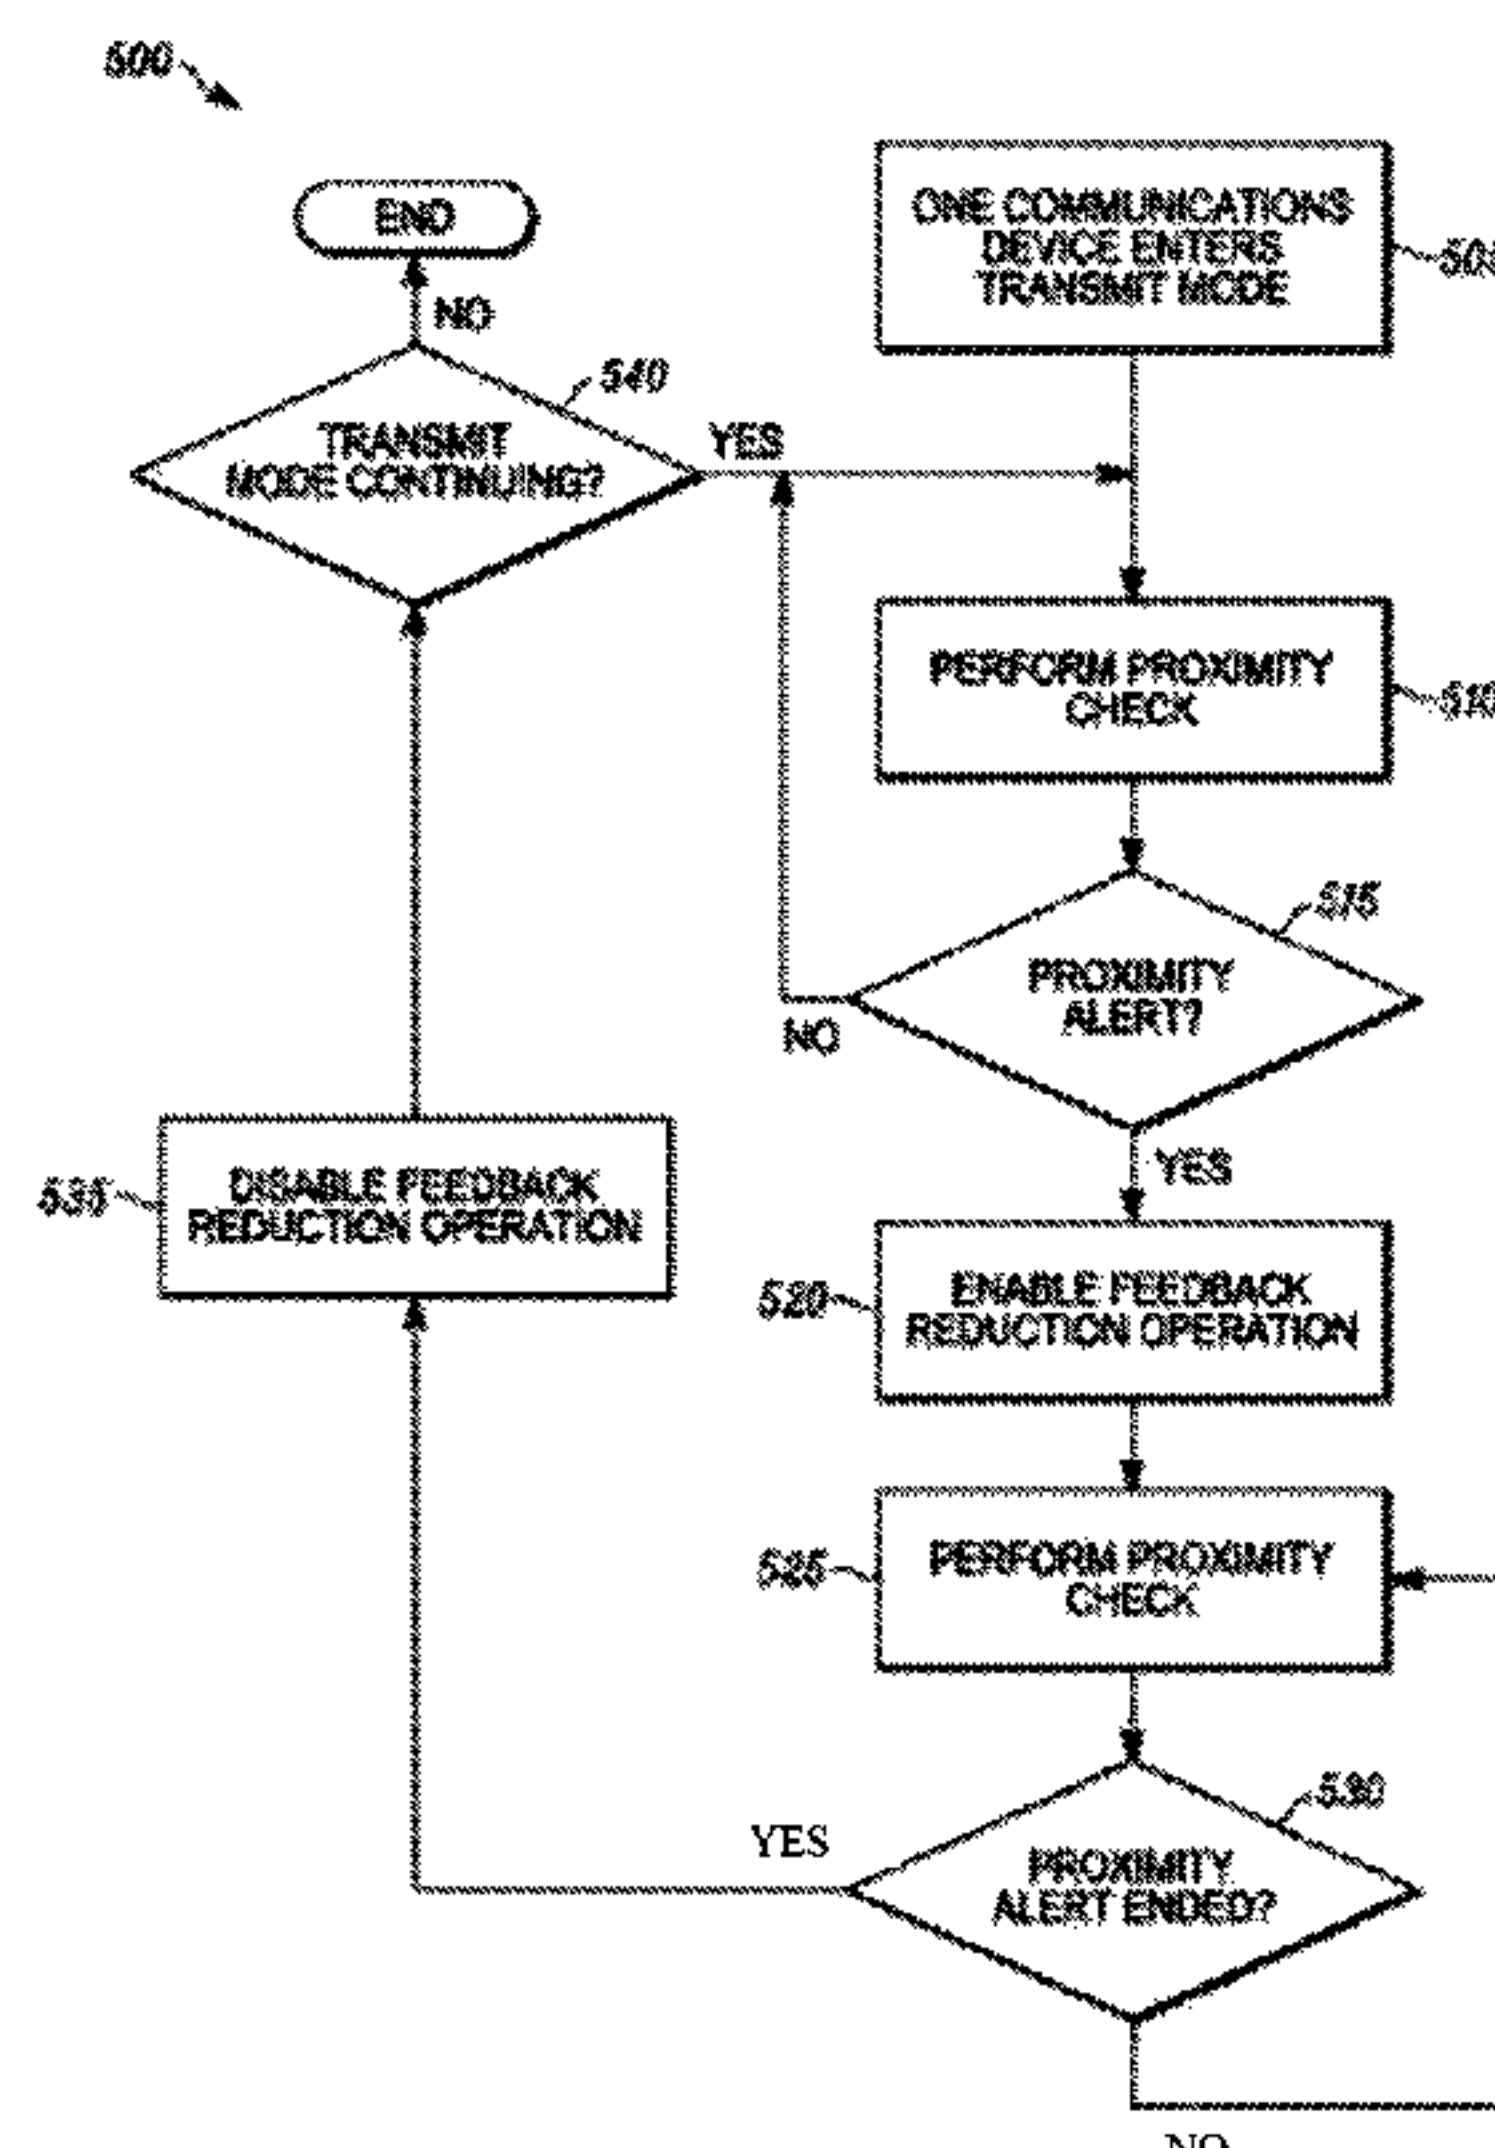 500
END
NO
540
TRANSMIT
MODE CONTINUING?
YES
ONE COMMUNICATIONS
DEVICE ENTERS
TRANSMIT MODE
PERFORM PROXIMITY
CHECK
510
515
PROXIMITY
ALERT?
NO
YES
535
DISABLE FEEDBACK
REDUCTION OPERATION
520
ENABLE FEEDBACK
REDUCTION OPERATION
525
PERFORM PROXIMITY
CHECK
530
PROXIMITY
ALERT ENDED?
YES
NO